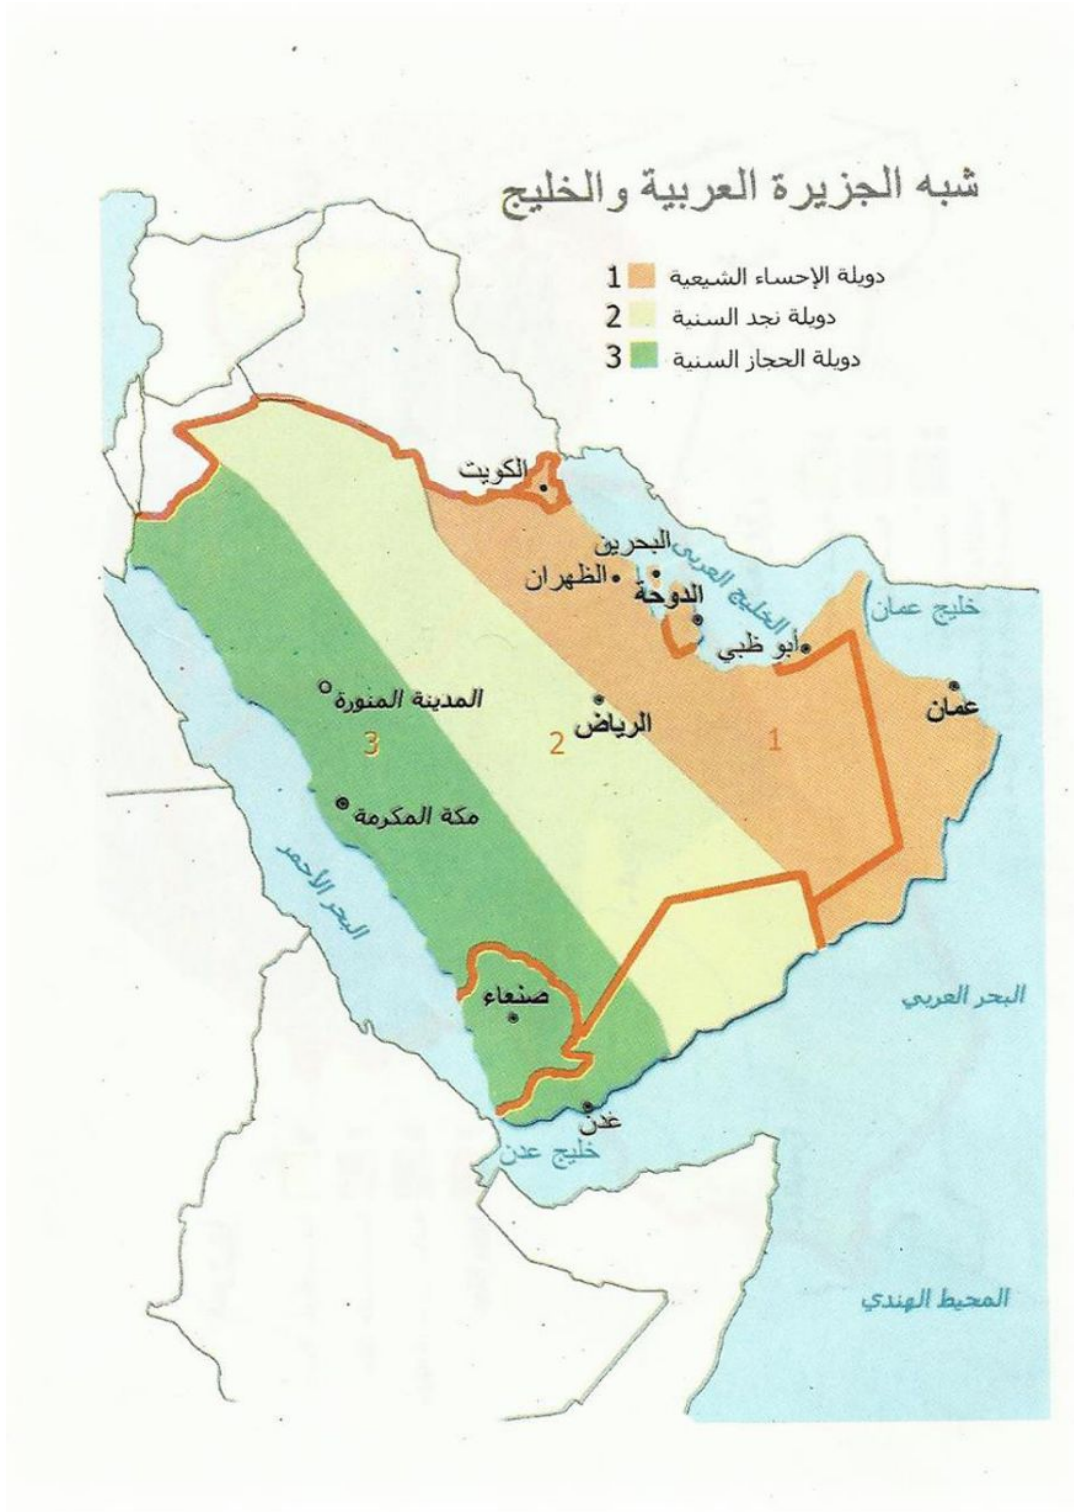 شبه الجزيرة العربية والخليج
1 دويلة الإحساء الشيعية
2 دويلة نجد السنية
3 دويلة الحجاز السنية
الكويت
البحرين
الخليج العربي
الظهران
الدوحة
خليج عمان
أبو ظبي
عمان
المدينة المنورة
الرياض
3
2
1
مكة المكرمة
البحر الأحمر
صنعاء
البحر العربي
عدن
خليج عدن
المحيط الهندي